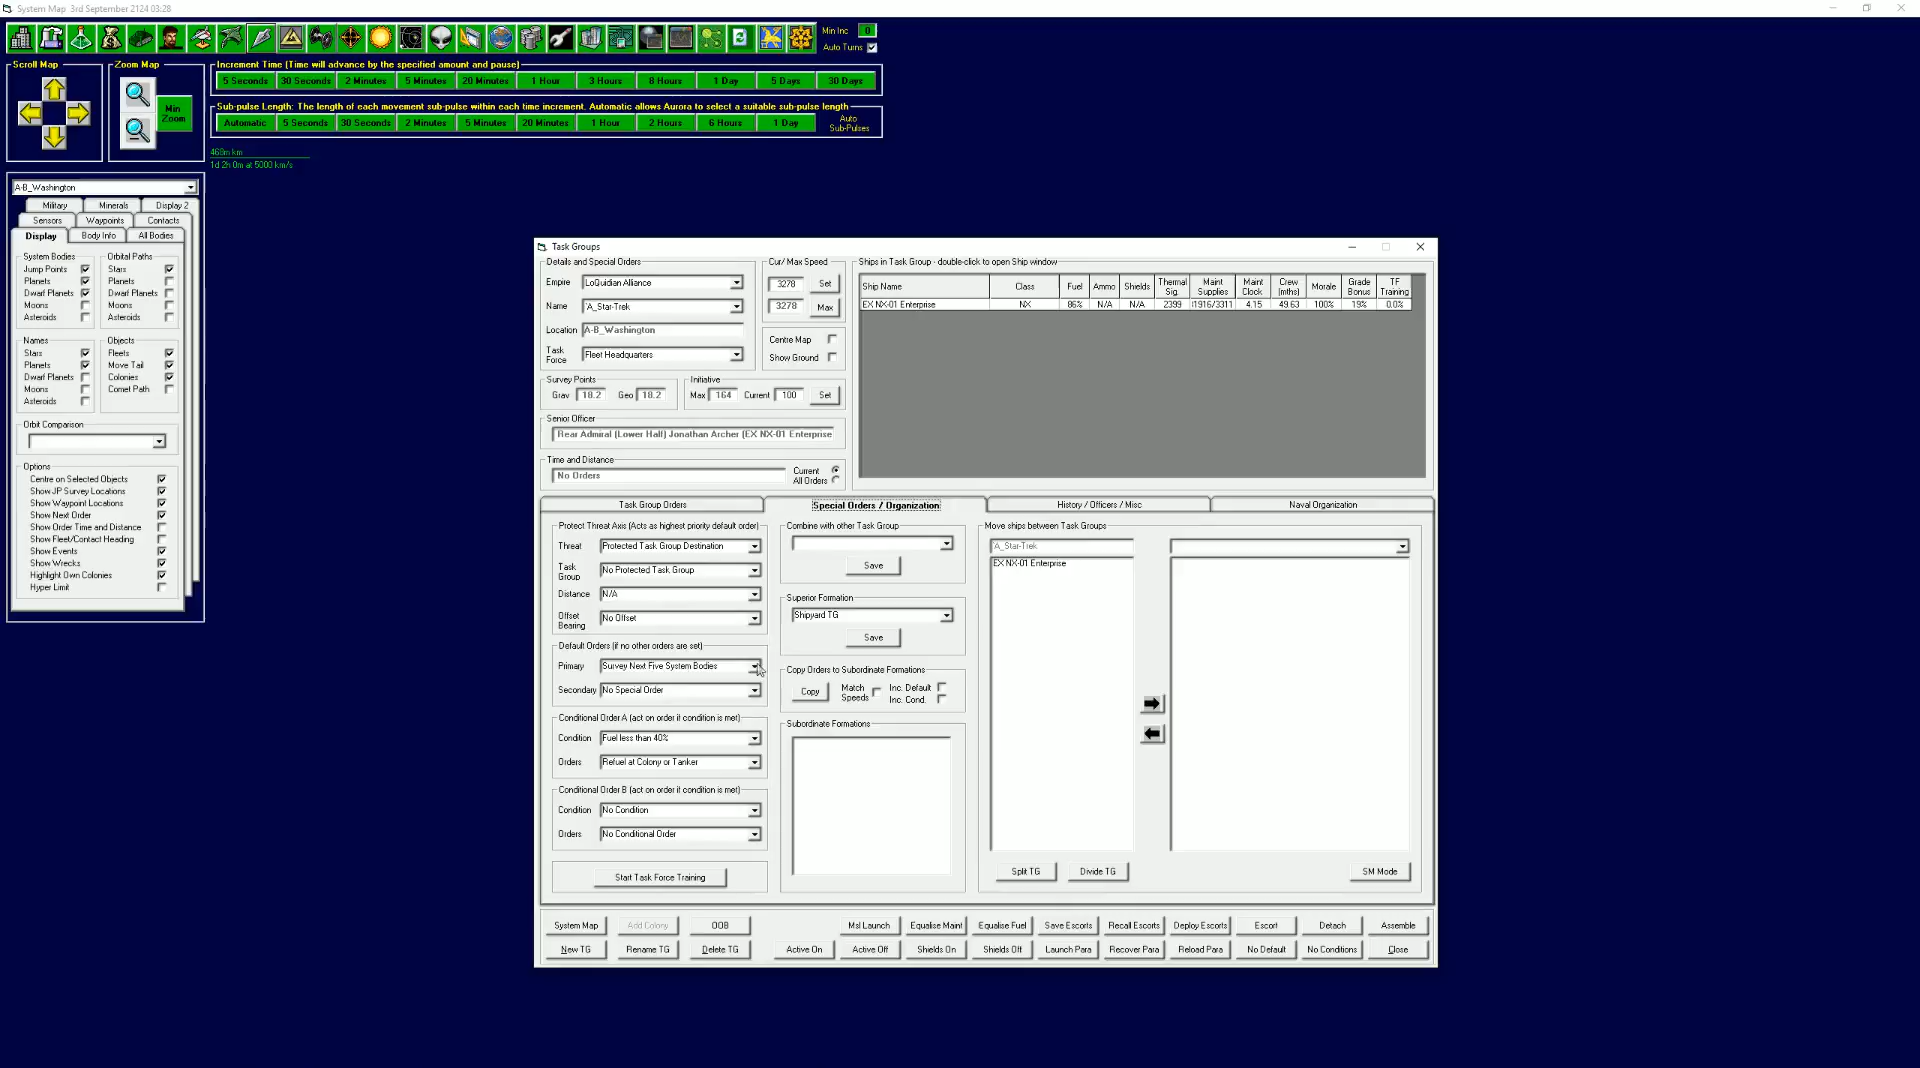 System Map 3rd September 2124 03:28
Min Inc 0
Auto Turns
Scroll Map
Zoom Map
Min Zoom
Increment Time (Time will advance by the specified amount and pause)
5 Seconds 30 Seconds 2 Minutes 5 Minutes 20 Minutes 1 Hour 3 Hours 8 Hours 1 Day 5 Days 30 Days
Sub-pulse Length: The length of each movement sub-pulse within each time increment. Automatic allows Aurora to select a suitable sub-pulse length
Automatic 5 Seconds 30 Seconds 2 Minutes 5 Minutes 20 Minutes 1 Hour 2 Hours 6 Hours 1 Day Auto Sub-Pulses
468m km
1d 2h 0m at 5000 km/s
A-B_Washington
Military Minerals Display 2
Sensors Waypoints Contacts
Display Body Info All Bodies
System Bodies
Jump Points
Planets
Dwarf Planets
Moons
Asteroids
Orbital Paths
Stars
Planets
Dwarf Planets
Moons
Asteroids
Names
Stars
Planets
Dwarf Planets
Moons
Asteroids
Objects
Fleets
Move Tail
Colonies
Comet Path
Orbit Comparison
Options
Centre on Selected Objects
Show JP Survey Locations
Show Waypoint Locations
Show Next Order
Show Order Time and Distance
Show Fleet/Contact Heading
Show Events
Show Wrecks
Highlight Own Colonies
Hyper Limit
Task Groups
Details and Special Orders
Empire LoQuidian Alliance
Name 'A_Star-Trek
Location A-B_Washington
Task Force Fleet Headquarters
Cur/ Max Speed
3278 Set
3278 Max
Centre Map
Show Ground
Survey Points
Grav 18.2 Geo 18.2
Initiative
Max 164 Current 100 Set
Senior Officer
Rear Admiral (Lower Half) Jonathan Archer (EX NX-01 Enterprise
Time and Distance
No Orders
Current
All Orders
Ships in Task Group - double-click to open Ship window
Ship Name Class Fuel Ammo Shields Thermal Sig. Maint Supplies Maint Clock Crew (mths) Morale Grade Bonus TF Training
EX NX-01 Enterprise NX 86% N/A N/A 2399 1916/3311 4.15 49.63 100% 19% 0.0%
Task Group Orders Special Orders / Organization History / Officers / Misc Naval Organization
Protect Threat Axis (Acts as highest priority default order)
Threat Protected Task Group Destination
Task Group No Protected Task Group
Distance N/A
Offset Bearing No Offset
Default Orders (if no other orders are set)
Primary Survey Next Five System Bodies
Secondary No Special Order
Conditional Order A (act on order if condition is met)
Condition Fuel less than 40%
Orders Refuel at Colony or Tanker
Conditional Order B (act on order if condition is met)
Condition No Condition
Orders No Conditional Order
Start Task Force Training
Combine with other Task Group
Save
Superior Formation
Shipyard TG
Save
Copy Orders to Subordinate Formations
Copy Match Speeds Inc. Default
Inc. Cond.
Subordinate Formations
Move ships between Task Groups
'A_Star-Trek
EX NX-01 Enterprise
Split TG Divide TG SM Mode
System Map Add Colony OOB Msl Launch Equalise Maint Equalise Fuel Save Escorts Recall Escorts Deploy Escorts Escort Detach Assemble
New TG Rename TG Delete TG Active On Active Off Shields On Shields Off Launch Para Recover Para Reload Para No Default No Conditions Close